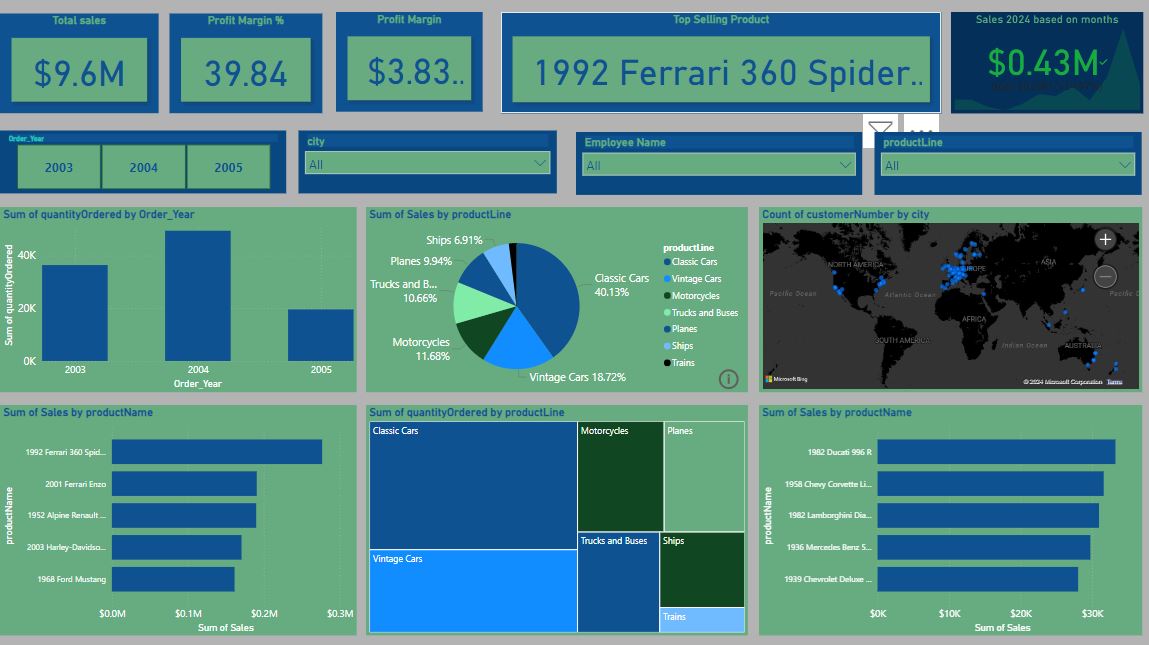 Total sales
$9.6M
Profit Margin %
39.84
Profit Margin
$3.83..
Top Selling Product
1992 Ferrari 360 Spider..
Sales 2024 based on months
$0.43M
Order_Year
2003
2004
2005
city
All
Employee Name
All
productLine
All
Sum of quantityOrdered by Order_Year
Sum of quantityOrdered
40K
20K
0K
2003
2004
2005
Order_Year
Sum of Sales by productLine
Ships 6.91%
Planes 9.94%
Trucks and B...
10.66%
Motorcycles
11.68%
Classic Cars
40.13%
Vintage Cars 18.72%
productLine
Classic Cars
Vintage Cars
Motorcycles
Trucks and Buses
Planes
Ships
Trains
Count of customerNumber by city
NORTH AMERICA
EUROPE
ASIA
Pacific Ocean
Atlantic Ocean
Pacific O
AFRICA
SOUTH AMERICA
Indian Ocean
AUSTRALIA
Microsoft Bing
© 2024 Microsoft Corporation Terms
Sum of Sales by productName
productName
1992 Ferrari 360 Spid...
2001 Ferrari Enzo
1952 Alpine Renault ...
2003 Harley-Davidso...
1968 Ford Mustang
$0.0M
$0.1M
$0.2M
$0.3M
Sum of Sales
Sum of quantityOrdered by productLine
Classic Cars
Motorcycles
Planes
Vintage Cars
Trucks and Buses
Ships
Trains
Sum of Sales by productName
productName
1982 Ducati 996 R
1958 Chevy Corvette Li...
1982 Lamborghini Dia...
1936 Mercedes Benz 5...
1939 Chevrolet Deluxe ...
$0K
$10K
$20K
$30K
Sum of Sales